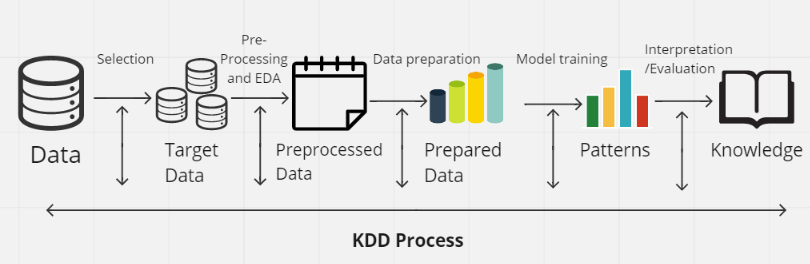 Selection
Pre-
Processing
and EDA
Data preparation
Model training
Interpretation
/Evaluation
Data
Target
Data
Preprocessed
Data
Prepared
Data
Patterns
Knowledge
KDD Process